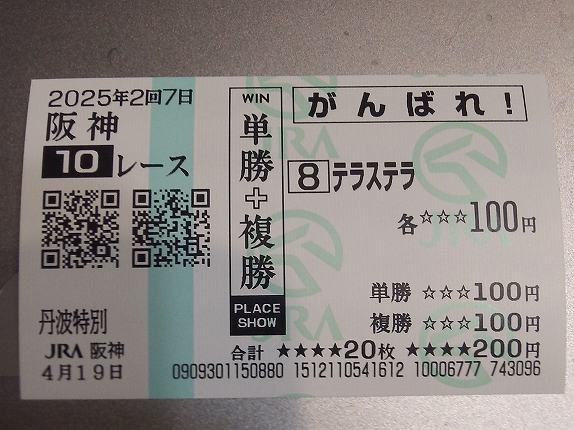 2025年2回7日
阪神
10レース
丹波特別
JRA 阪神
4月19日
WIN
単勝+複勝
PLACE
SHOW
がんばれ!
8 テラステラ
各☆☆☆100円
単勝 ☆☆☆100円
複勝 ☆☆☆100円
合計 ★★★★20枚 ★★★★200円
0909301150880 1512110541612 10006777 743096
JRA
JRA
JRA